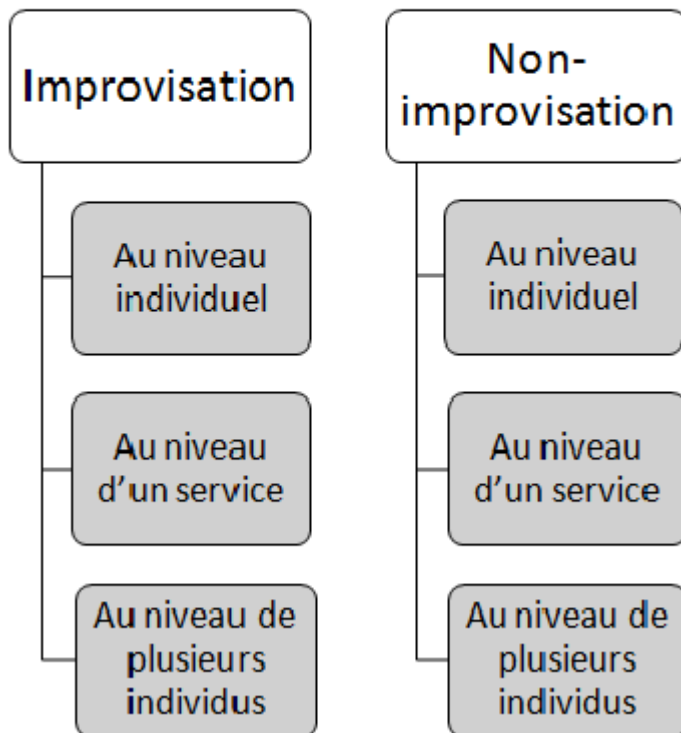 Improvisation
Au niveau
individuel
Au niveau
d'un service
Au niveau de
plusieurs
individus
Non-
improvisation
Au niveau
individuel
Au niveau
d'un service
Au niveau de
plusieurs
individus